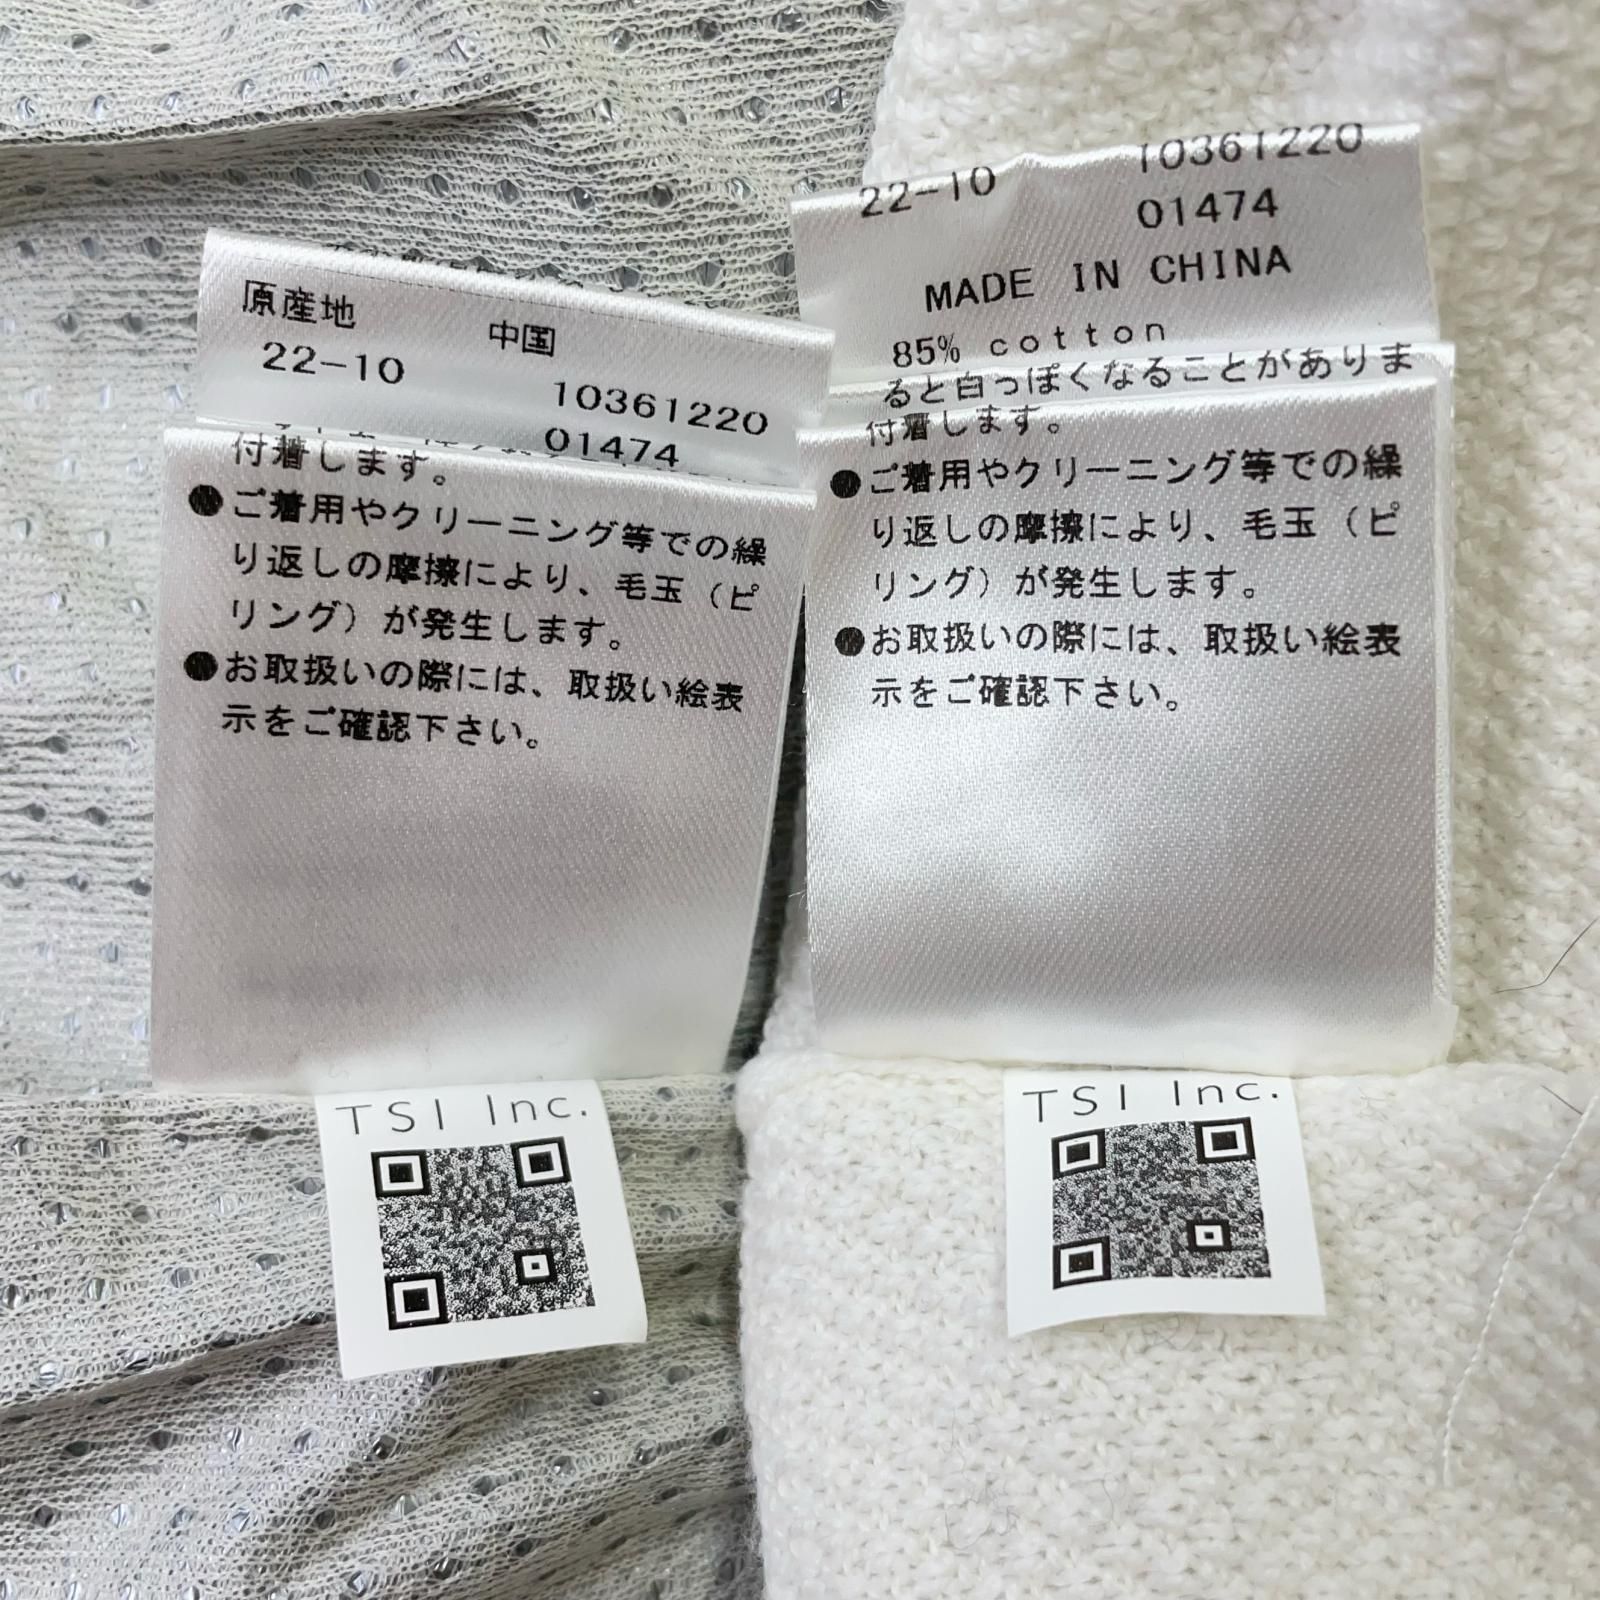 原産地 中国
22-10 10361220
01474
付着します。
●ご着用やクリーニング等での繰
り返しの摩擦により、毛玉（ピ
リング）が発生します。
●お取扱いの際には、取扱い絵表
示をご確認下さい。
TSI Inc.
22-10 10361220
01474
MADE IN CHINA
85% cotton
ると白っぽくなることがありま
付着します。
●ご着用やクリーニング等での繰
り返しの摩擦により、毛玉（ピ
リング）が発生します。
●お取扱いの際には、取扱い絵表
示をご確認下さい。
TSI Inc.